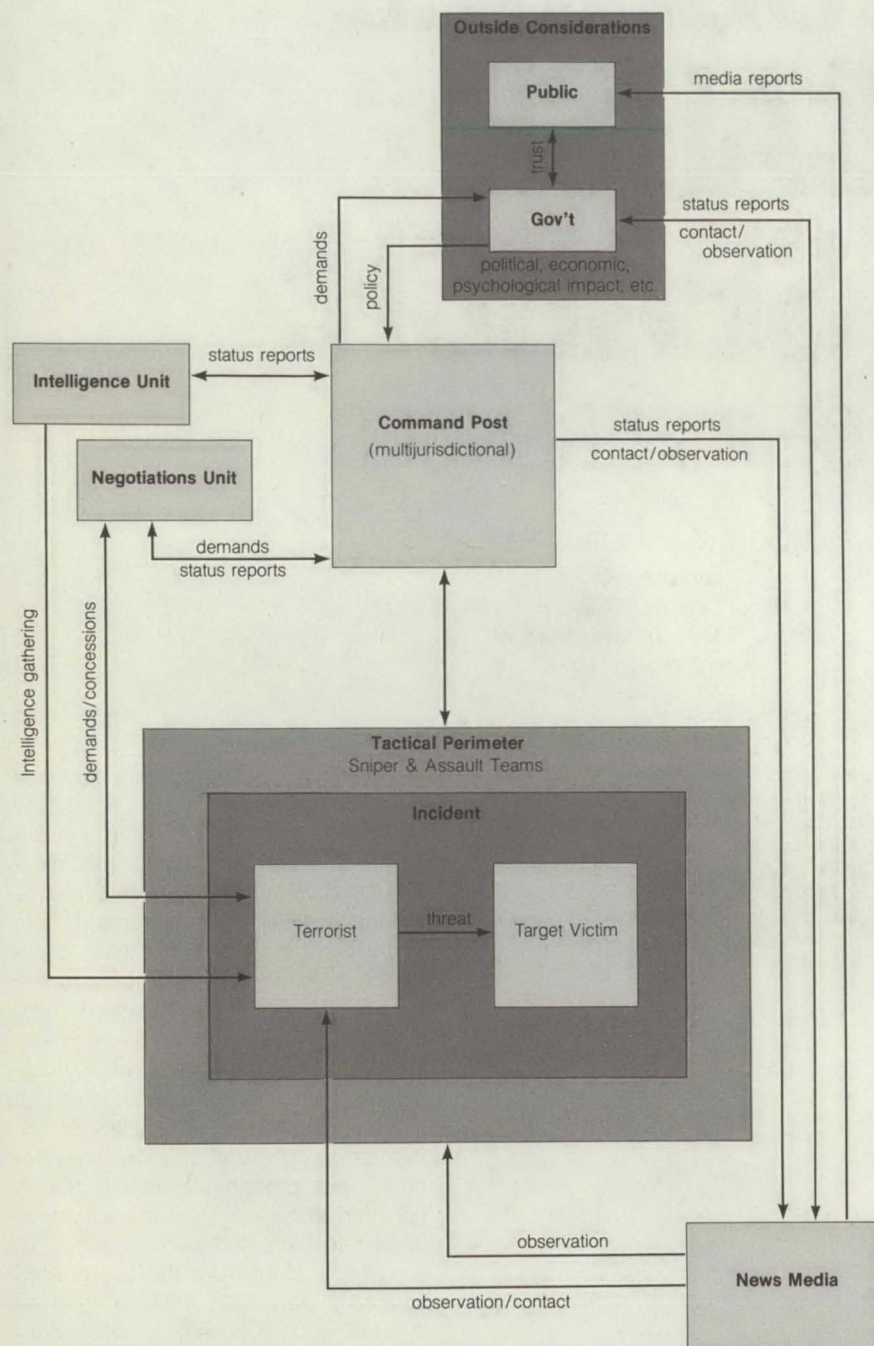 Outside Considerations
Public
media reports
trust
Gov't
status reports
contact/
observation
political, economic,
psychological impact, etc.
demands
policy
Intelligence Unit
status reports
Command Post
(multijurisdictional)
status reports
contact/observation
Negotiations Unit
demands
status reports
Intelligence gathering
demands/concessions
Tactical Perimeter
Sniper & Assault Teams
Incident
Terrorist
threat
Target Victim
observation
News Media
observation/contact